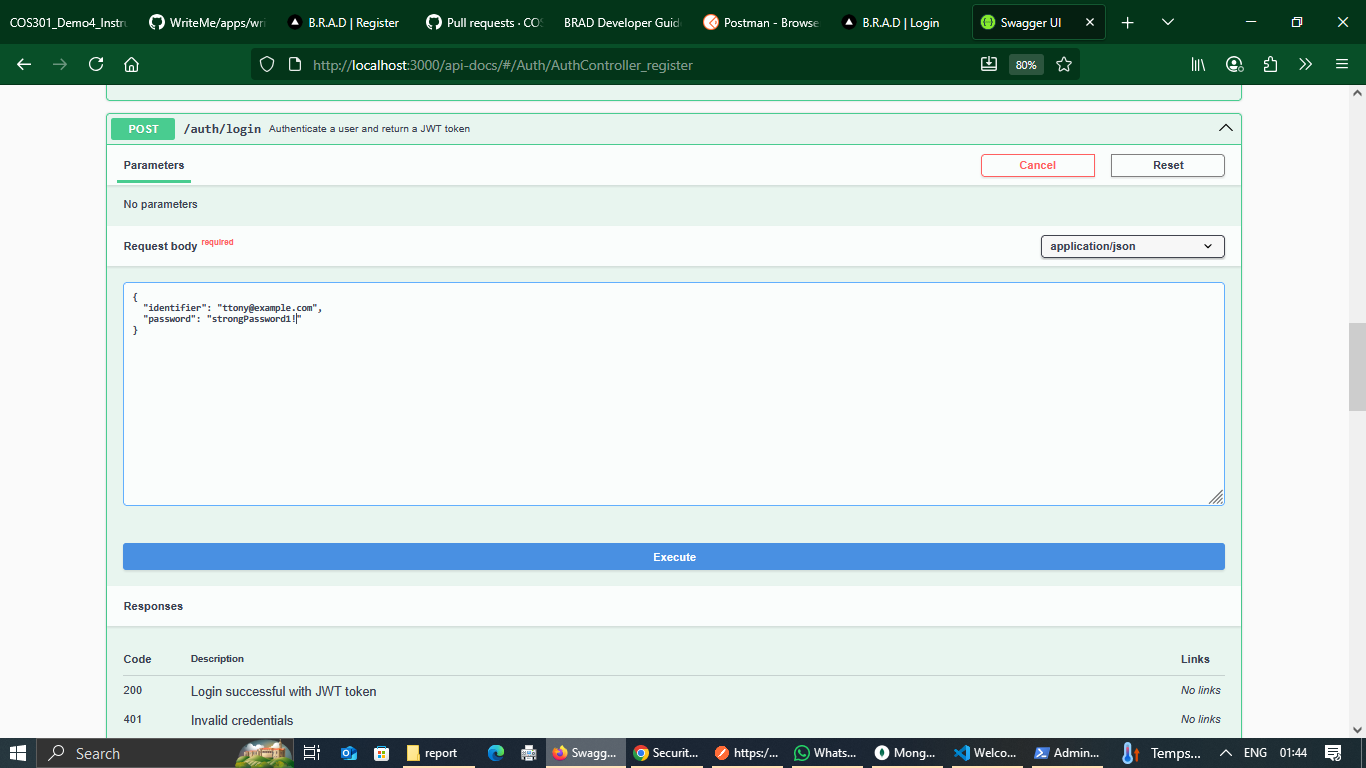 COS301_Demo4_Instru
WriteMe/apps/wri
B.R.A.D | Register
Pull requests · COS
BRAD Developer Guide
Postman - Browse
B.R.A.D | Login
Swagger UI
http://localhost:3000/api-docs/#/Auth/AuthController_register
80%
POST /auth/login Authenticate a user and return a JWT token
Parameters
Cancel
Reset
No parameters
Request body required
application/json
{
"identifier": "ttony@example.com",
"password": "strongPassword1!"
}
Execute
Responses
Code Description Links
200 Login successful with JWT token No links
401 Invalid credentials No links
Search
report
Swagg...
Securit...
https:/...
Whats...
Mong...
Welco...
Admin...
Temps...
ENG
01:44